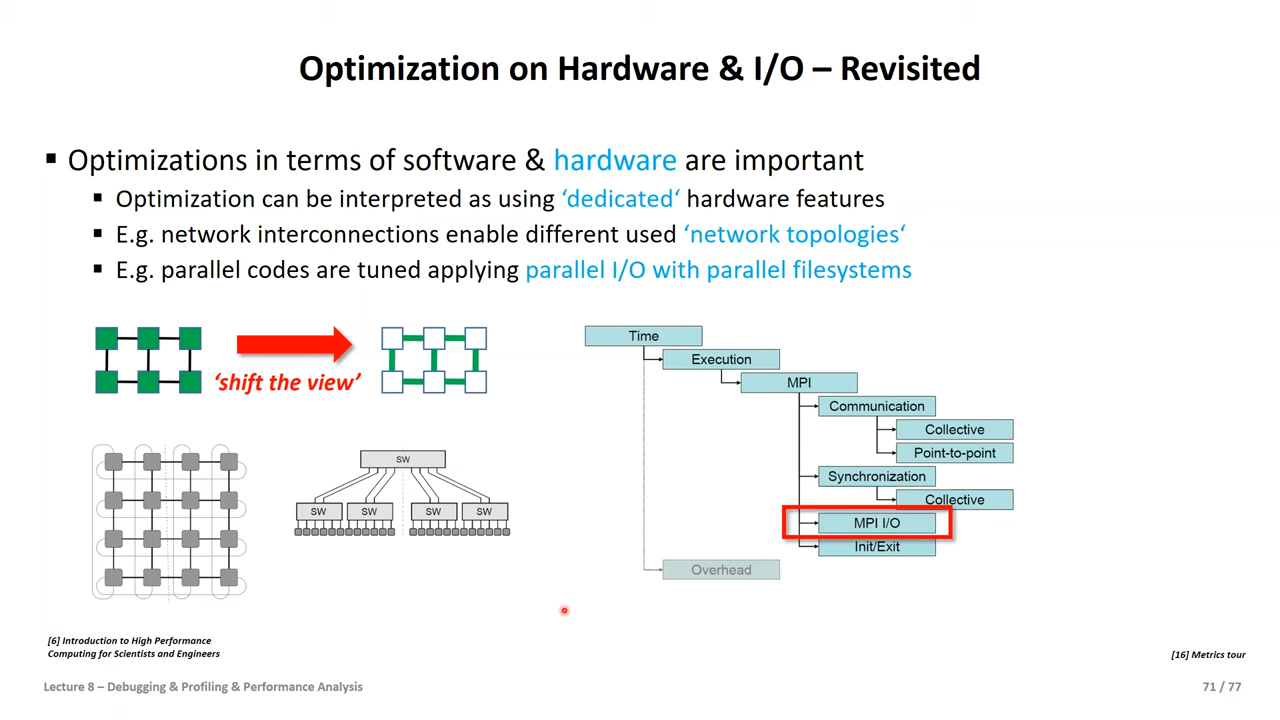 Optimization on Hardware & I/O – Revisited
▪ Optimizations in terms of software & hardware are important
▪ Optimization can be interpreted as using ‘dedicated‘ hardware features
▪ E.g. network interconnections enable different used ‘network topologies‘
▪ E.g. parallel codes are tuned applying parallel I/O with parallel filesystems
‘shift the view’
SW
SW SW SW SW
Time
Execution
MPI
Communication
Collective
Point-to-point
Synchronization
Collective
MPI I/O
Init/Exit
Overhead
[6] Introduction to High Performance
Computing for Scientists and Engineers
[16] Metrics tour
Lecture 8 – Debugging & Profiling & Performance Analysis
71 / 77